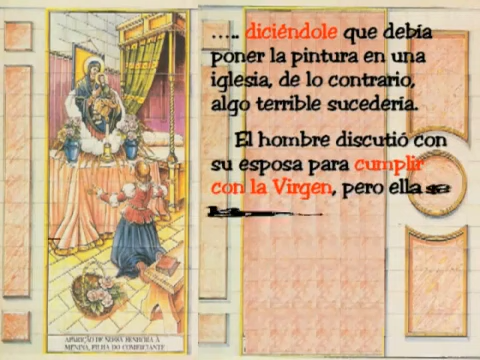 ….. diciéndole que debía
poner la pintura en una
iglesia, de lo contrario,
algo terrible sucedería.
El hombre discutió con
su esposa para cumplir
con la Virgen, pero ella
APARIÇÃO DE NOSSA SENHORA À
MENINA, FILHA DO COMERCIANTE